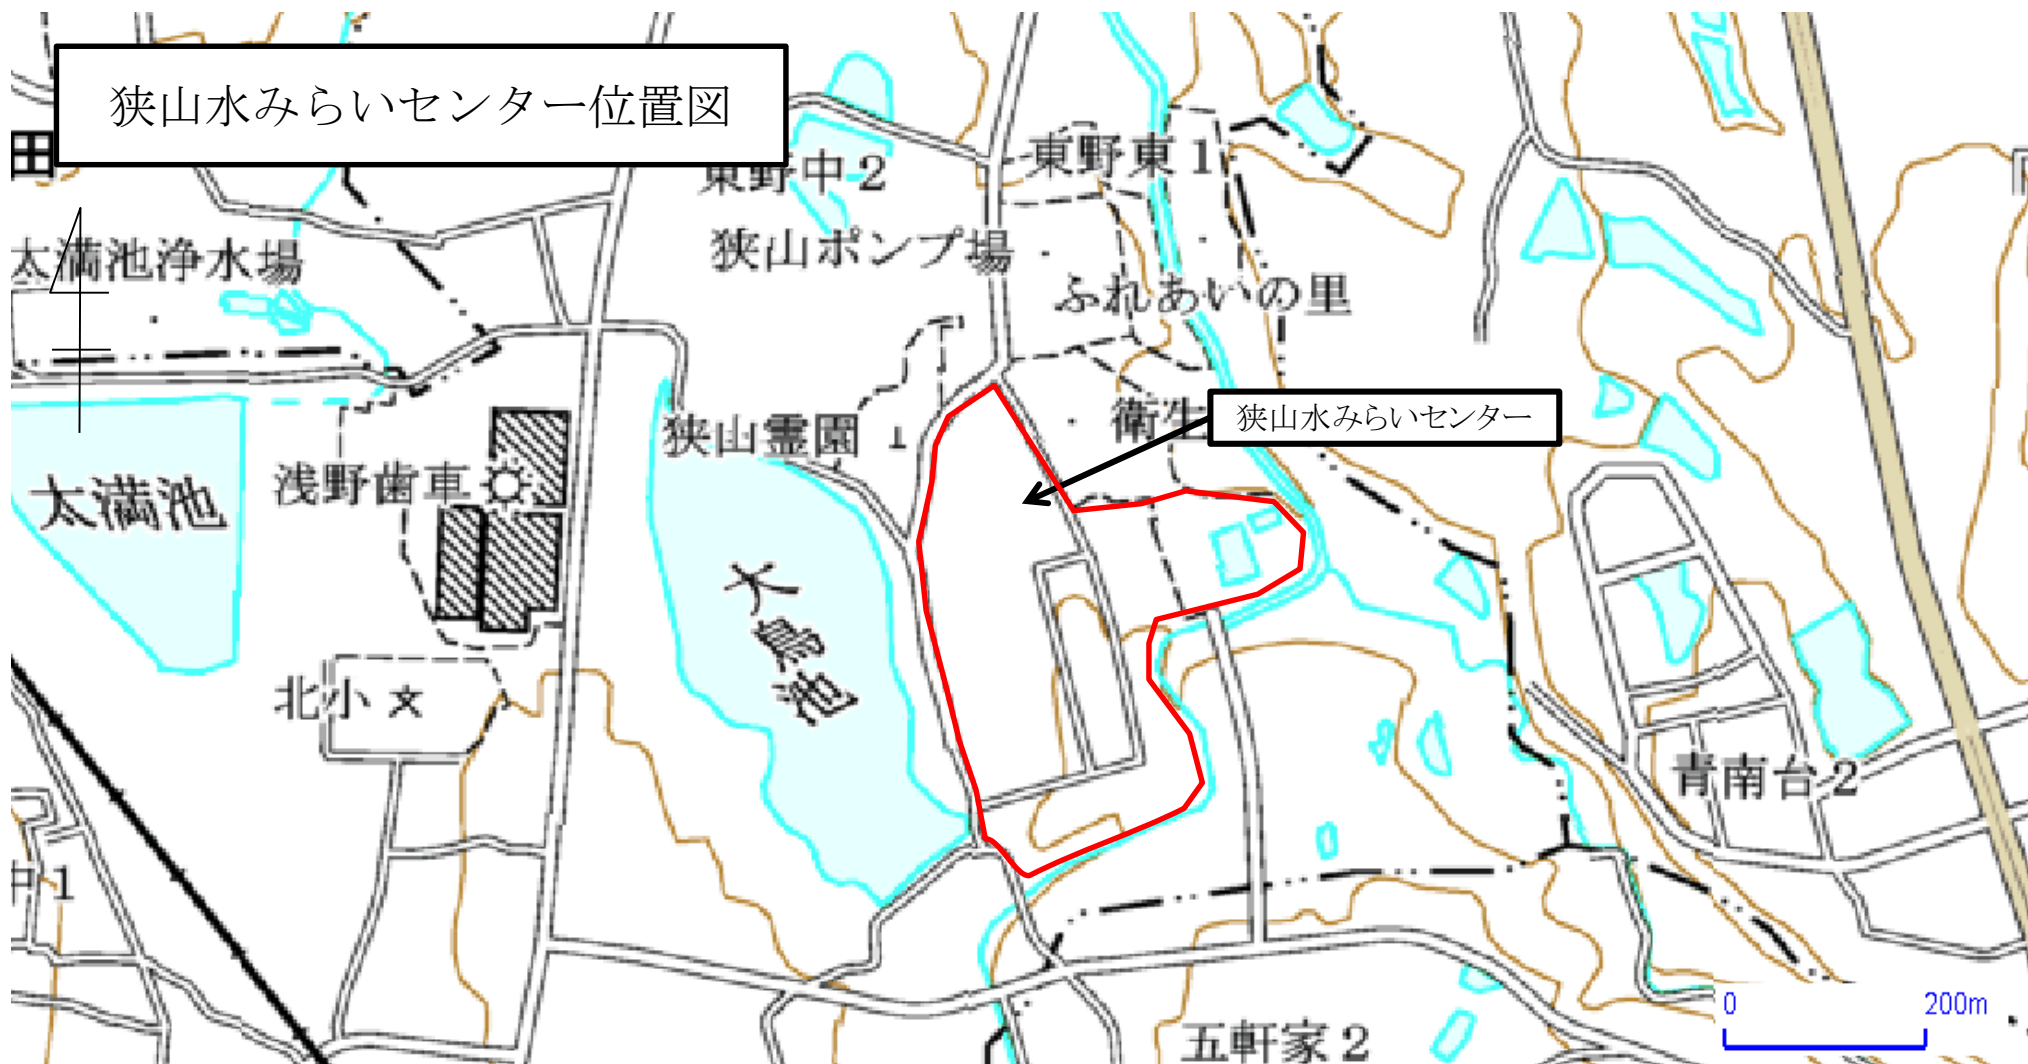 狭山水みらいセンター位置図
田
東野中2
東野東1
狭山ポンプ場
太満池浄水場
ふれあいの里
狭山霊園
衛生
狭山水みらいセンター
浅野歯車
太満池
大鳥池
北小
青南台2
中1
五軒家2
0 200m